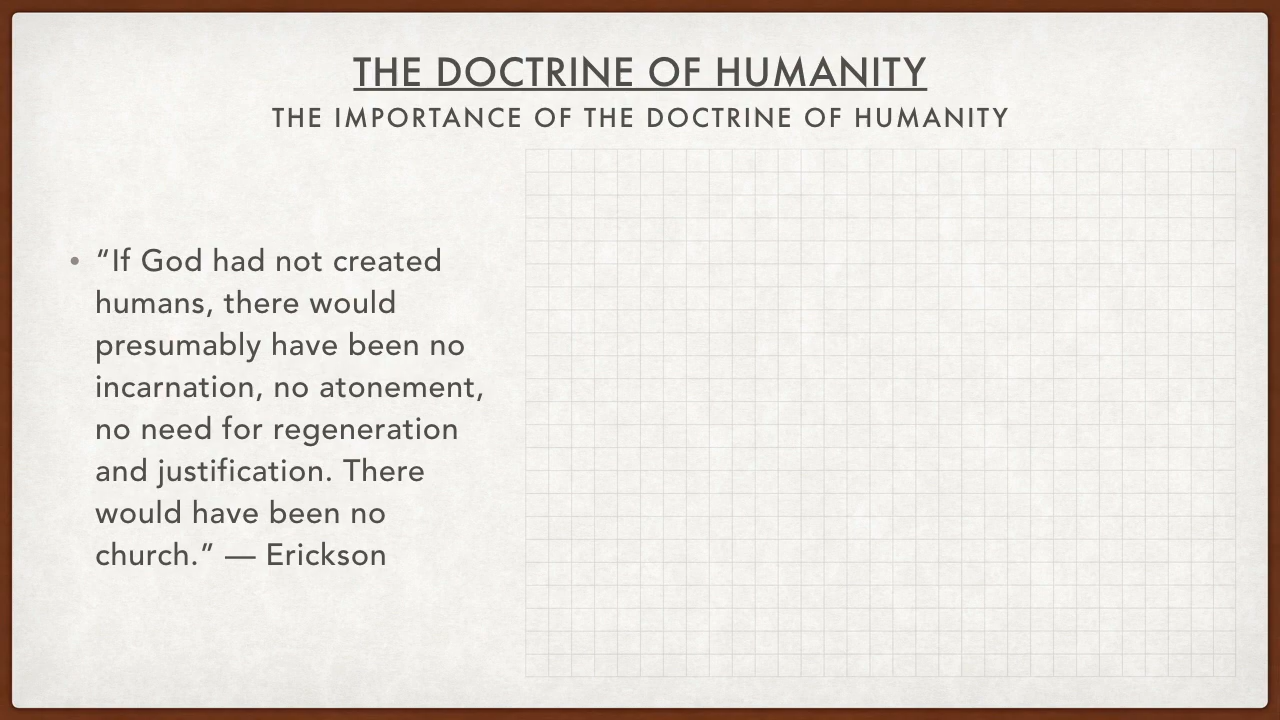 THE DOCTRINE OF HUMANITY
THE IMPORTANCE OF THE DOCTRINE OF HUMANITY
• “If God had not created
humans, there would
presumably have been no
incarnation, no atonement,
no need for regeneration
and justification. There
would have been no
church.” — Erickson